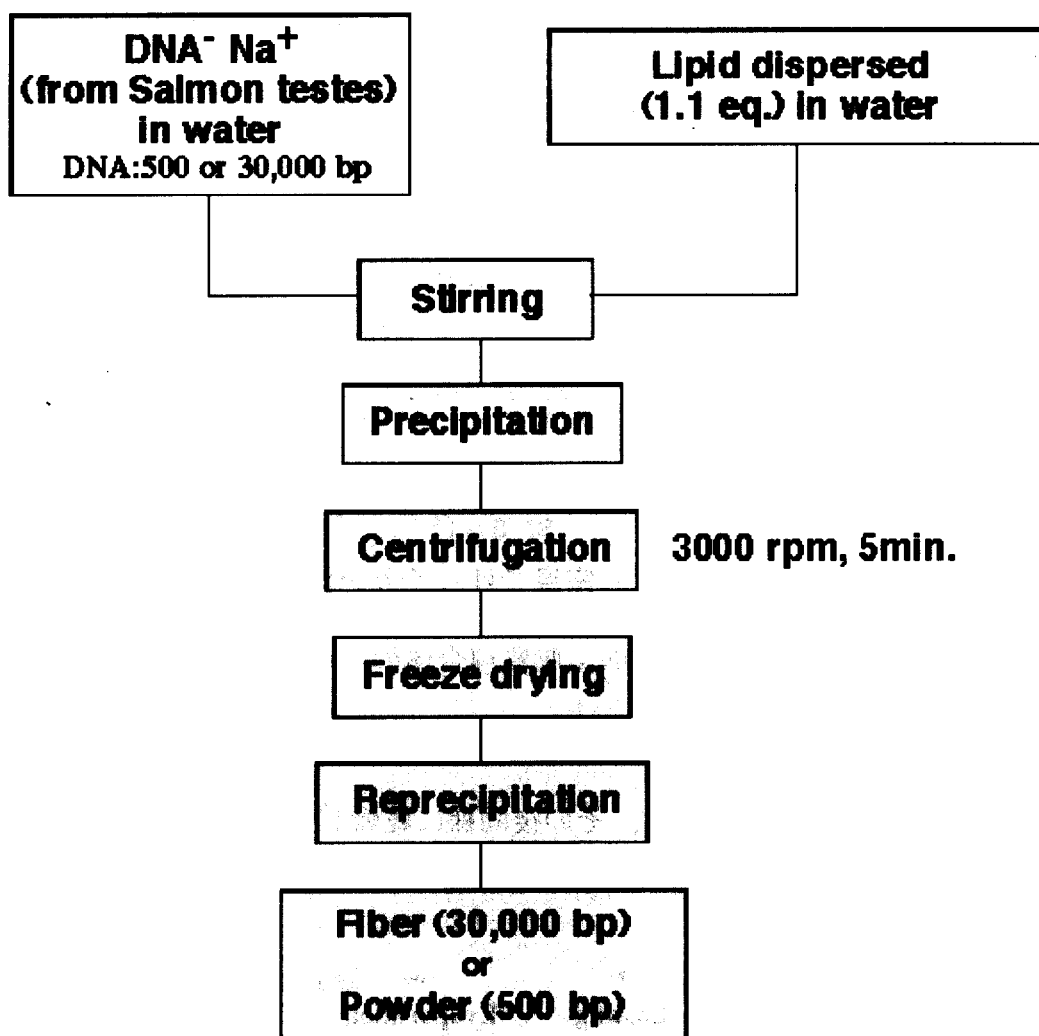 DNA⁻ Na⁺
(from Salmon testes)
in water
DNA:500 or 30,000 bp
Lipid dispersed
(1.1 eq.) in water
Stirring
Precipitation
Centrifugation
3000 rpm, 5min.
Freeze drying
Reprecipitation
Fiber (30,000 bp)
or
Powder (500 bp)